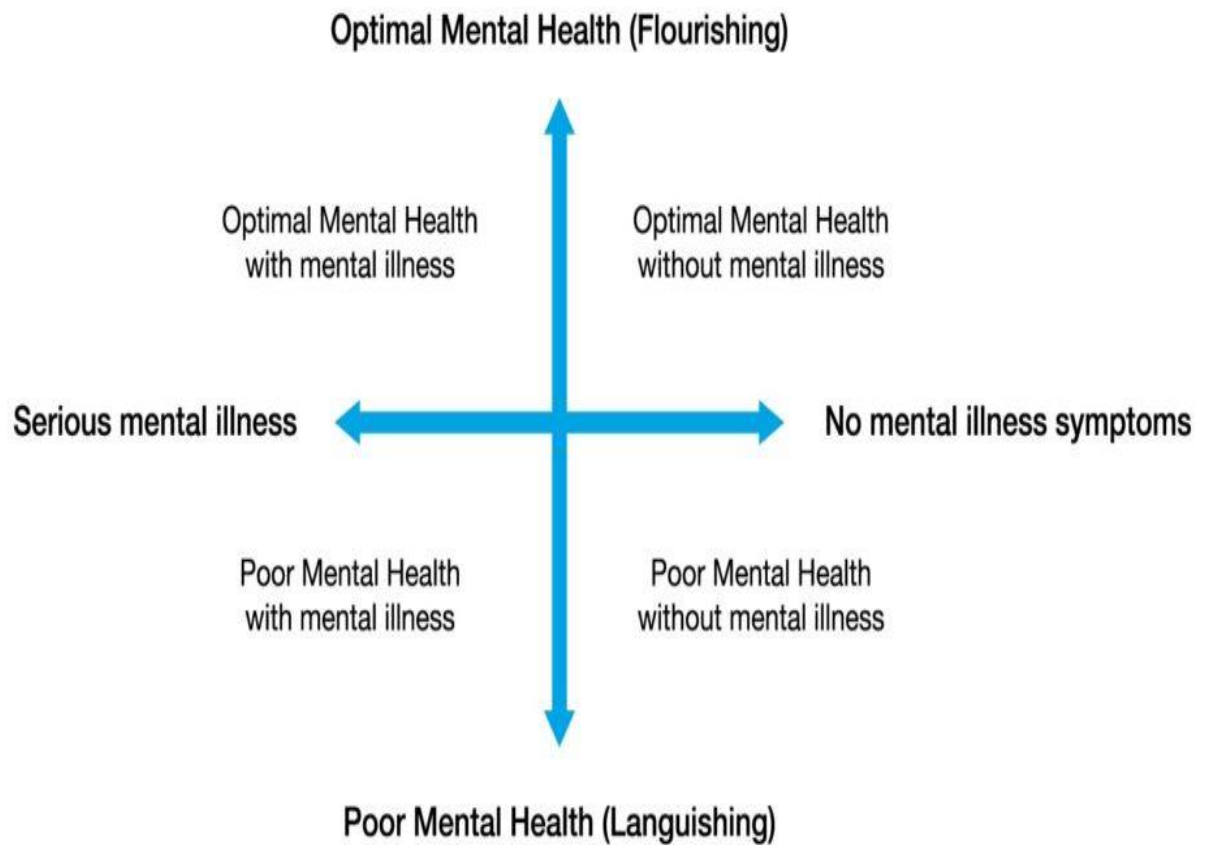 Optimal Mental Health (Flourishing)
Optimal Mental Health
with mental illness
Optimal Mental Health
without mental illness
Serious mental illness
No mental illness symptoms
Poor Mental Health
with mental illness
Poor Mental Health
without mental illness
Poor Mental Health (Languishing)